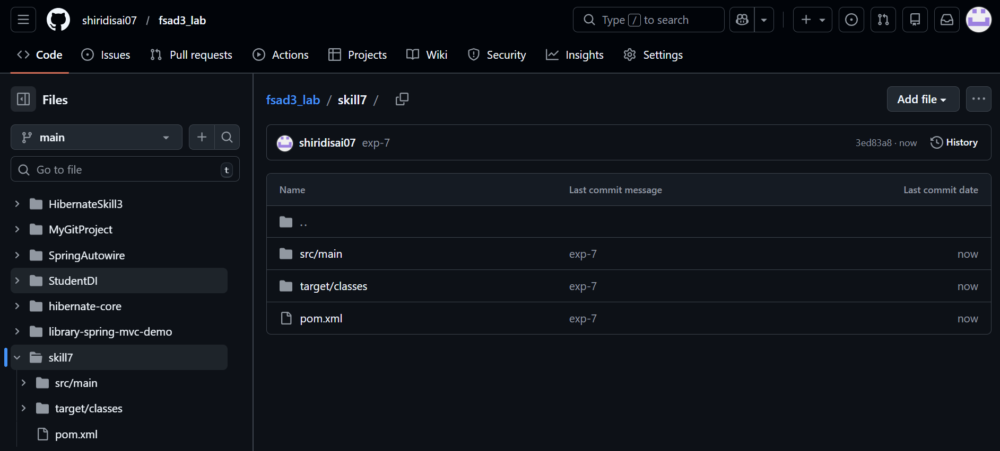 shiridisai07 / fsad3_lab
Type / to search
Code Issues Pull requests Actions Projects Wiki Security Insights Settings
Files
main
Go to file t
HibernateSkill3
MyGitProject
SpringAutowire
StudentDI
hibernate-core
library-spring-mvc-demo
skill7
src/main
target/classes
pom.xml
fsad3_lab / skill7 /
Add file
shiridisai07 exp-7 3ed83a8 · now History
Name Last commit message Last commit date
..
src/main exp-7 now
target/classes exp-7 now
pom.xml exp-7 now